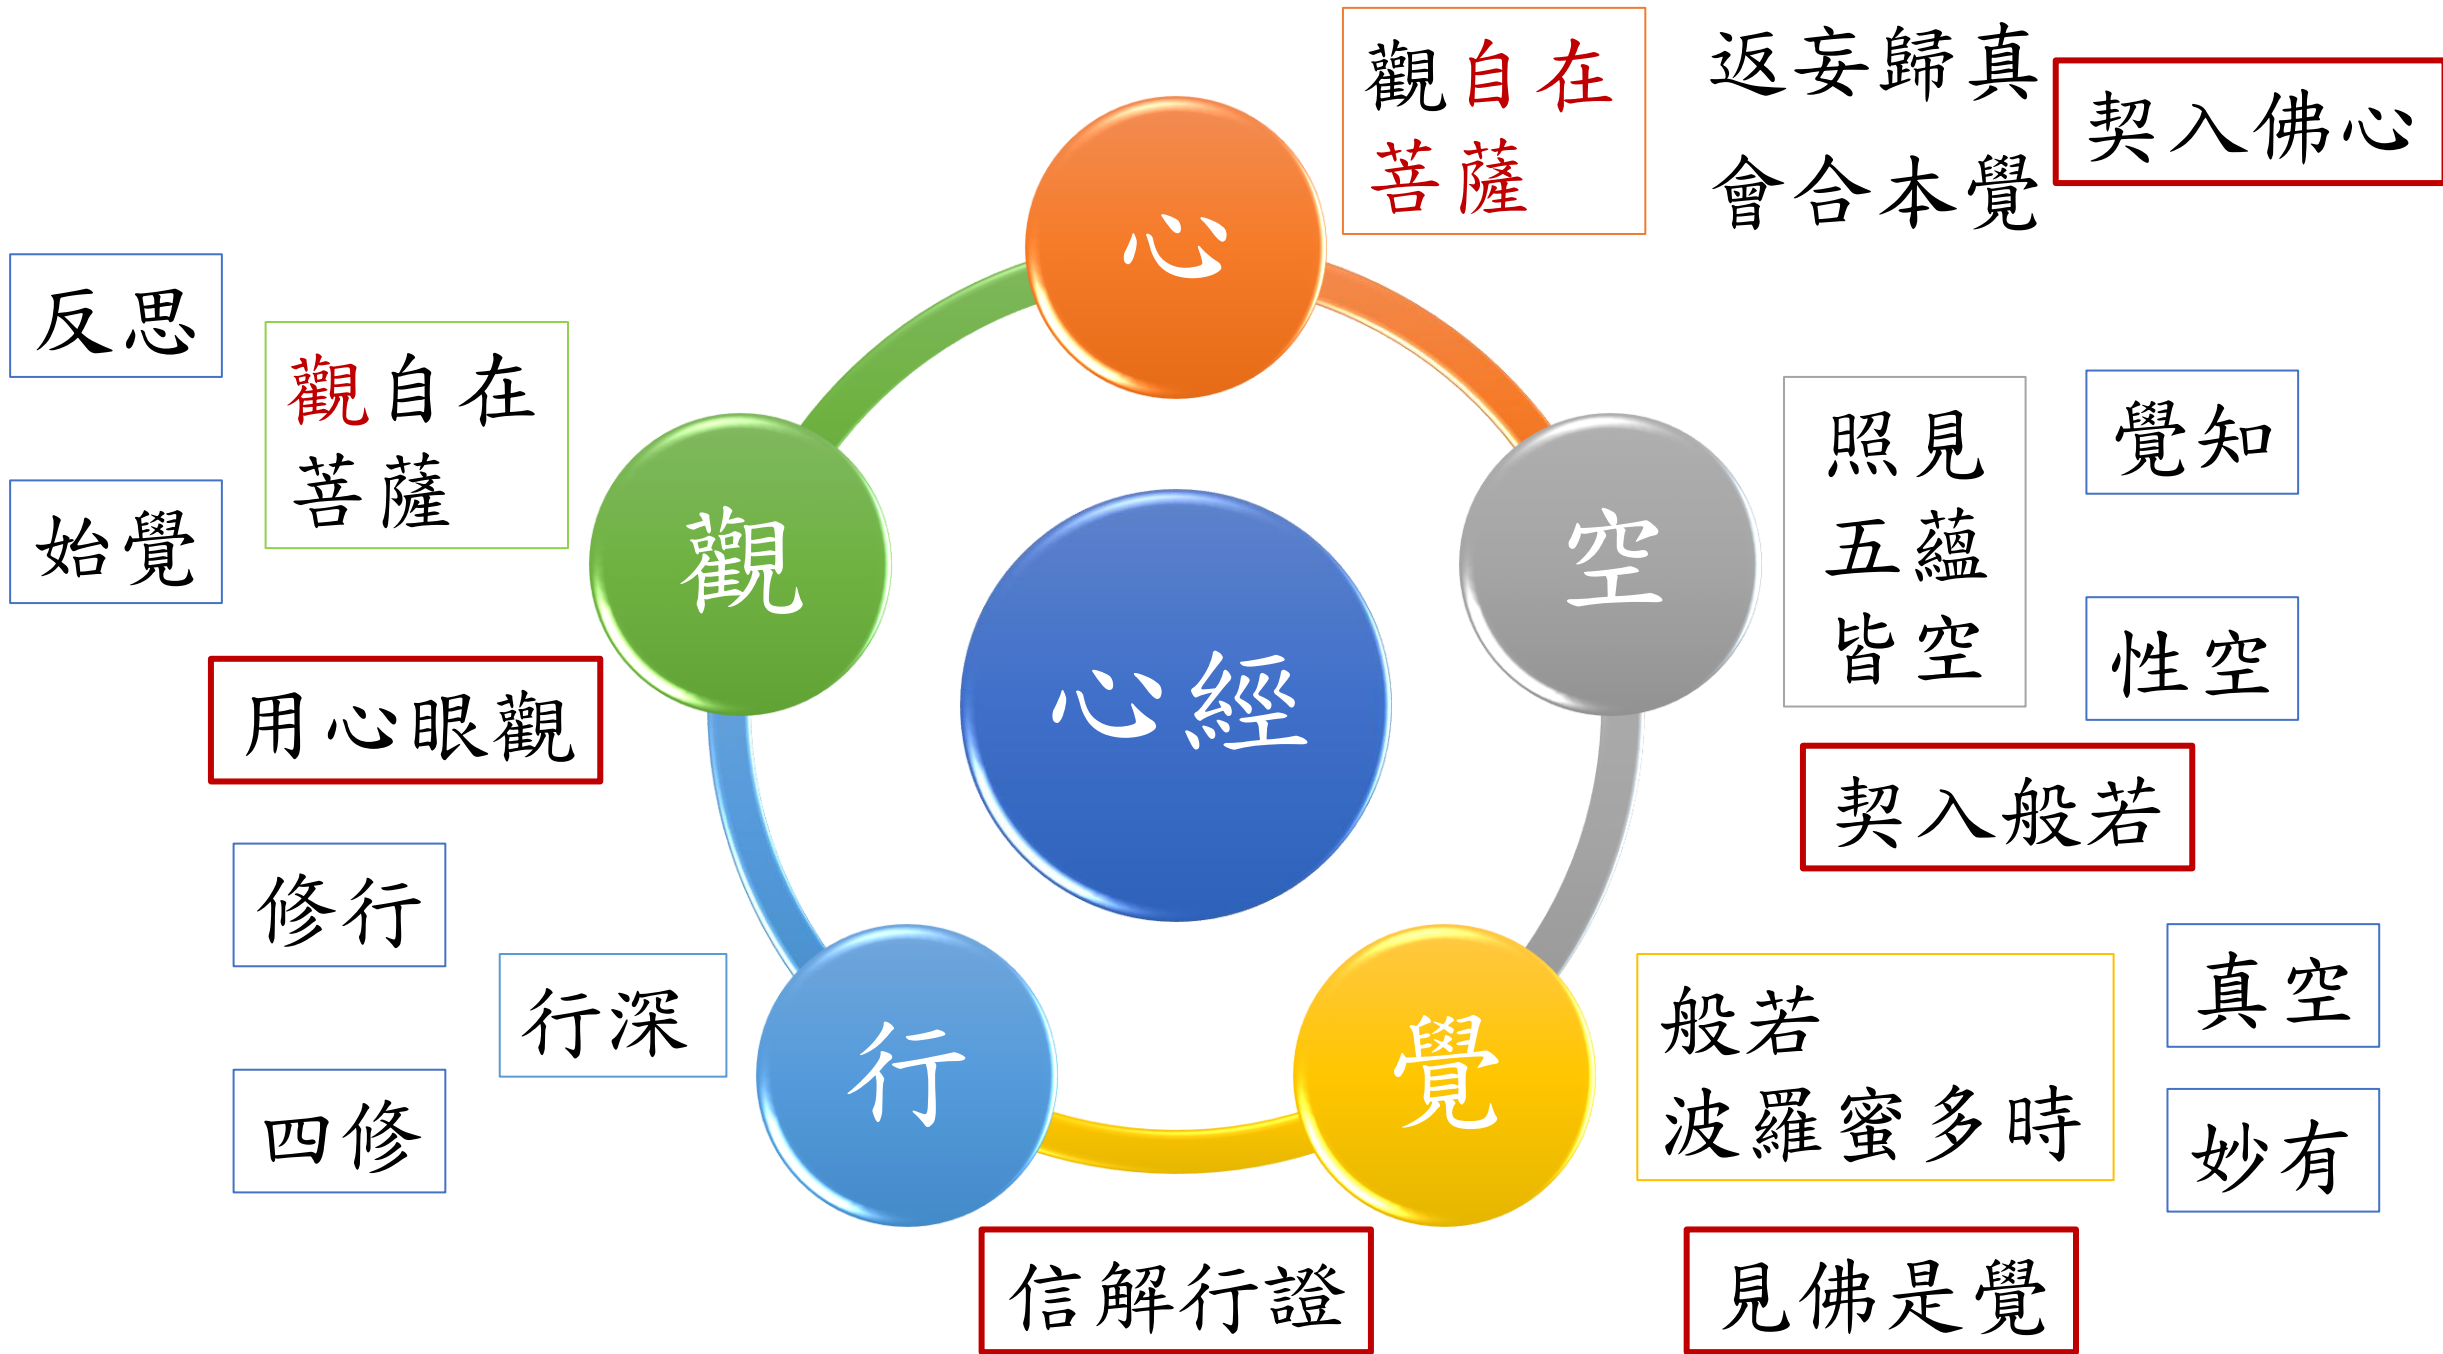 觀自在
菩薩
返妄歸真
會合本覺
契入佛心
心
反思
始覺
觀自在
菩薩
觀
用心眼觀
空
照見
五蘊
皆空
覺知
性空
契入般若
心經
修行
四修
行深
行
信解行證
覺
般若
波羅蜜多時
真空
妙有
見佛是覺